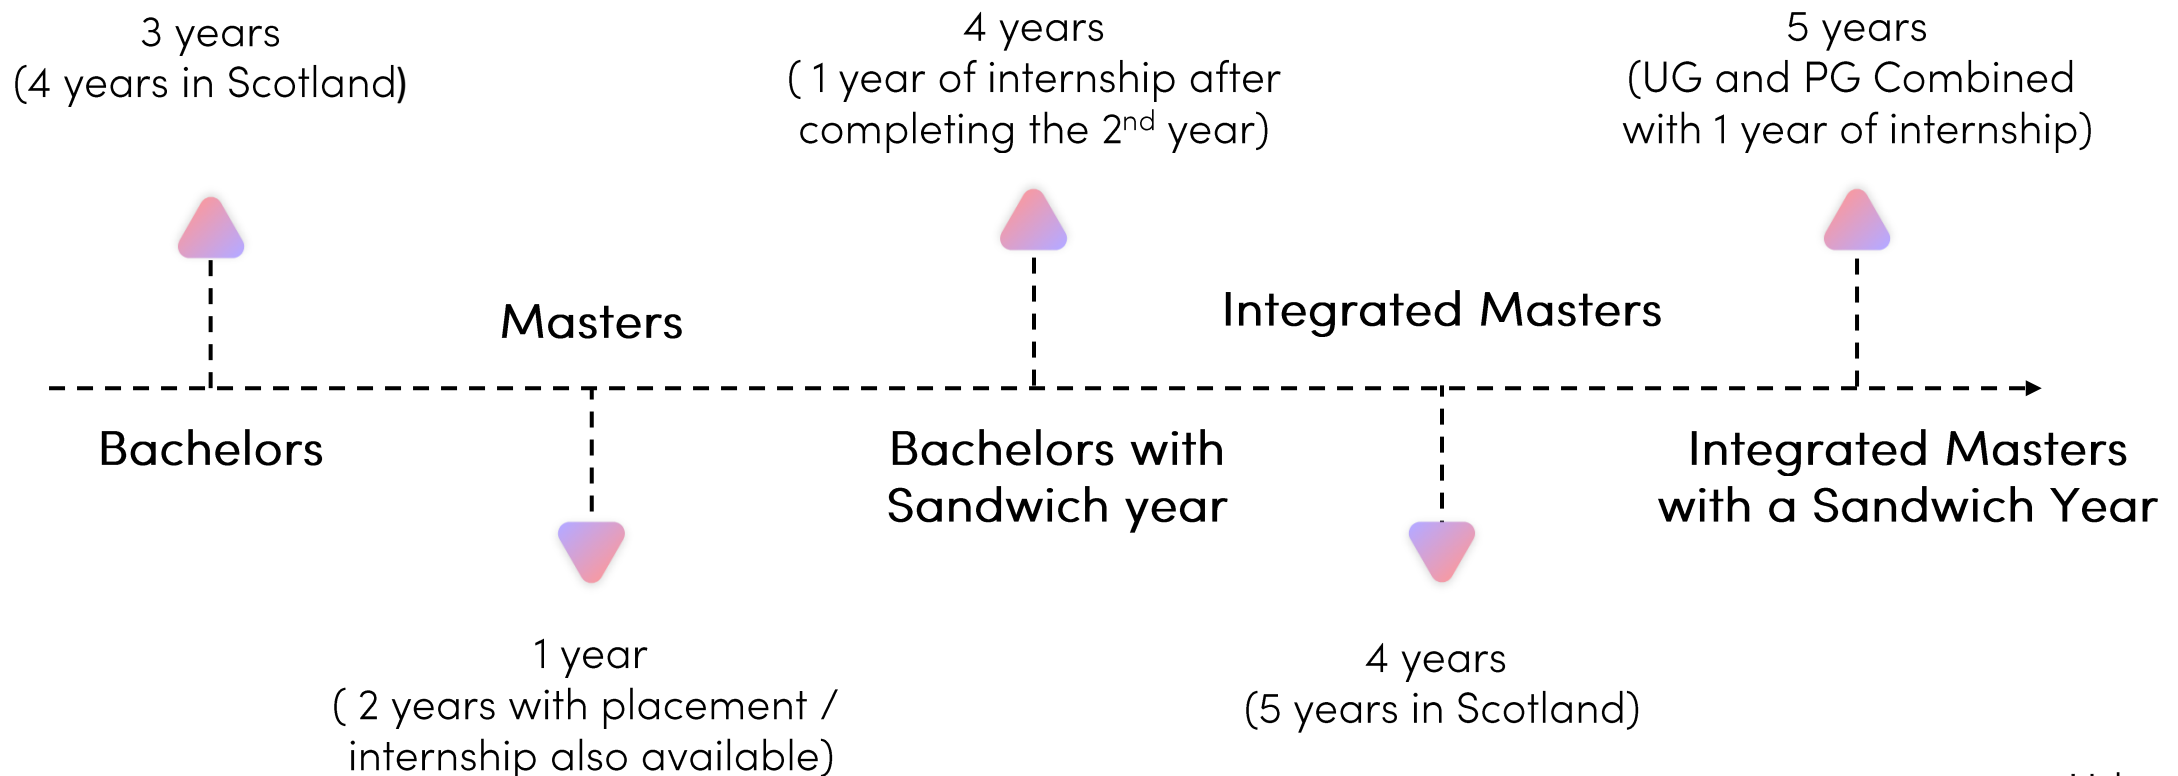 3 years
(4 years in Scotland)
4 years
( 1 year of internship after
completing the 2nd year)
5 years
(UG and PG Combined
with 1 year of internship)
Masters
Integrated Masters
Bachelors
Bachelors with
Sandwich year
Integrated Masters
with a Sandwich Year
1 year
( 2 years with placement /
internship also available)
4 years
(5 years in Scotland)